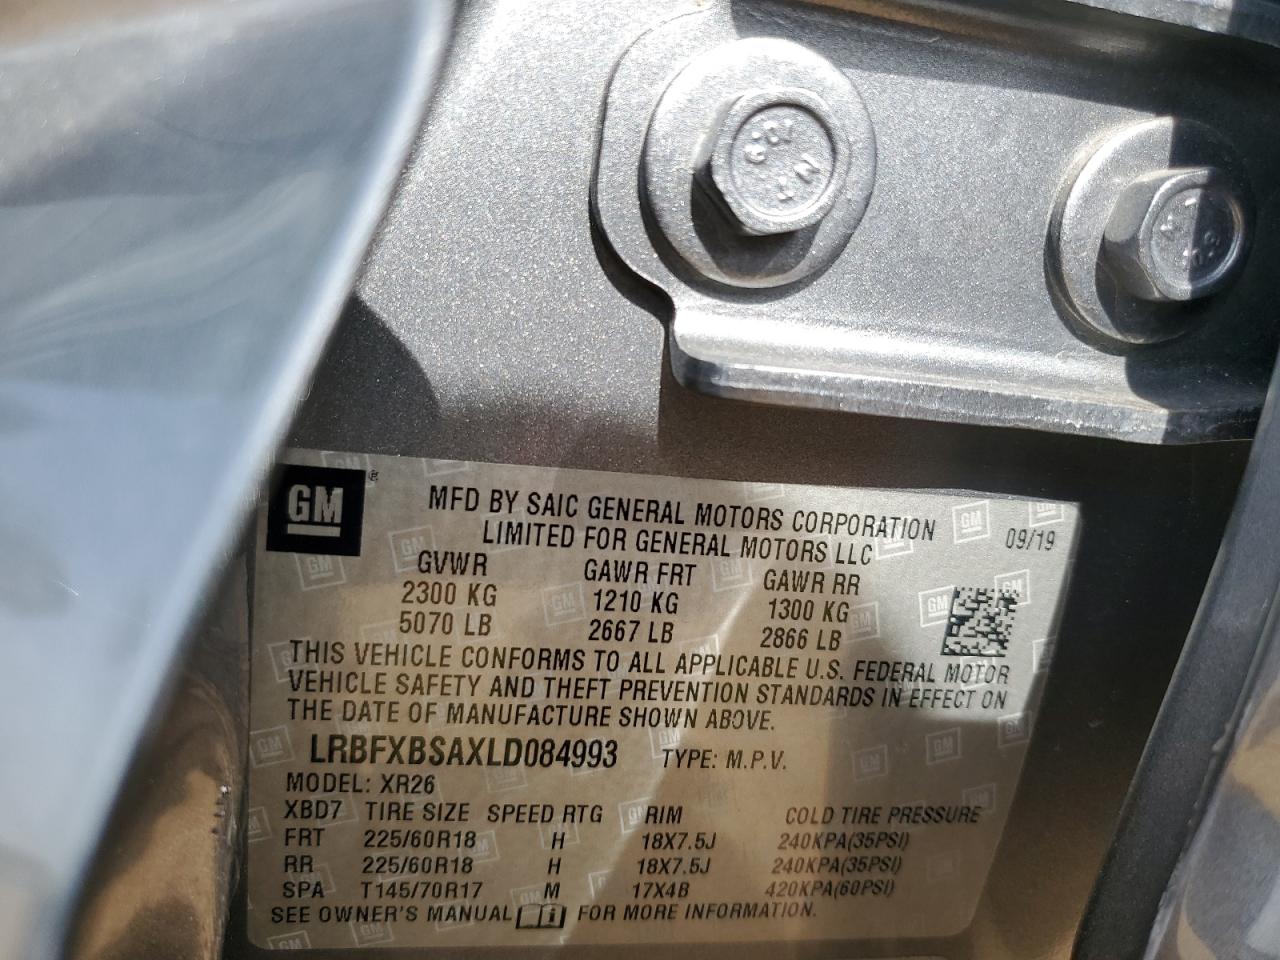 GM ®
MFD BY SAIC GENERAL MOTORS CORPORATION
LIMITED FOR GENERAL MOTORS LLC
09/19
GVWR GAWR FRT GAWR RR
2300 KG 1210 KG 1300 KG
5070 LB 2667 LB 2866 LB
THIS VEHICLE CONFORMS TO ALL APPLICABLE U.S. FEDERAL MOTOR
VEHICLE SAFETY AND THEFT PREVENTION STANDARDS IN EFFECT ON
THE DATE OF MANUFACTURE SHOWN ABOVE.
LRBFXBSAXLD084993 TYPE: M.P.V.
MODEL: XR26
XBD7 TIRE SIZE SPEED RTG RIM COLD TIRE PRESSURE
FRT 225/60R18 H 18X7.5J 240KPA(35PSI)
RR 225/60R18 H 18X7.5J 240KPA(35PSI)
SPA T145/70R17 M 17X4B 420KPA(60PSI)
SEE OWNER'S MANUAL FOR MORE INFORMATION.